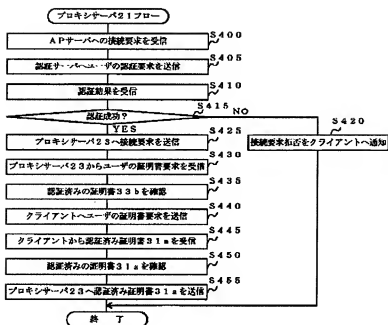 プロキシサーバ21フロー
S400
APサーバへの接続要求を受信
S405
認証サーバへユーザの認証要求を送信
S410
認証結果を受信
S415
認証成功?
NO
YES
S420
接続要求拒否をクライアントへ通知
S425
プロキシサーバ23へ接続要求を送信
S430
プロキシサーバ23からユーザの証明書要求を受信
S435
認証済みの証明書33bを確認
S440
クライアントへユーザの証明書要求を送信
S445
クライアントから認証済み証明書31aを受信
S450
認証済みの証明書31aを確認
S455
プロキシサーバ23へ認証済み証明書31aを送信
終 了